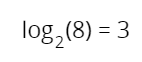 log₂(8) = 3